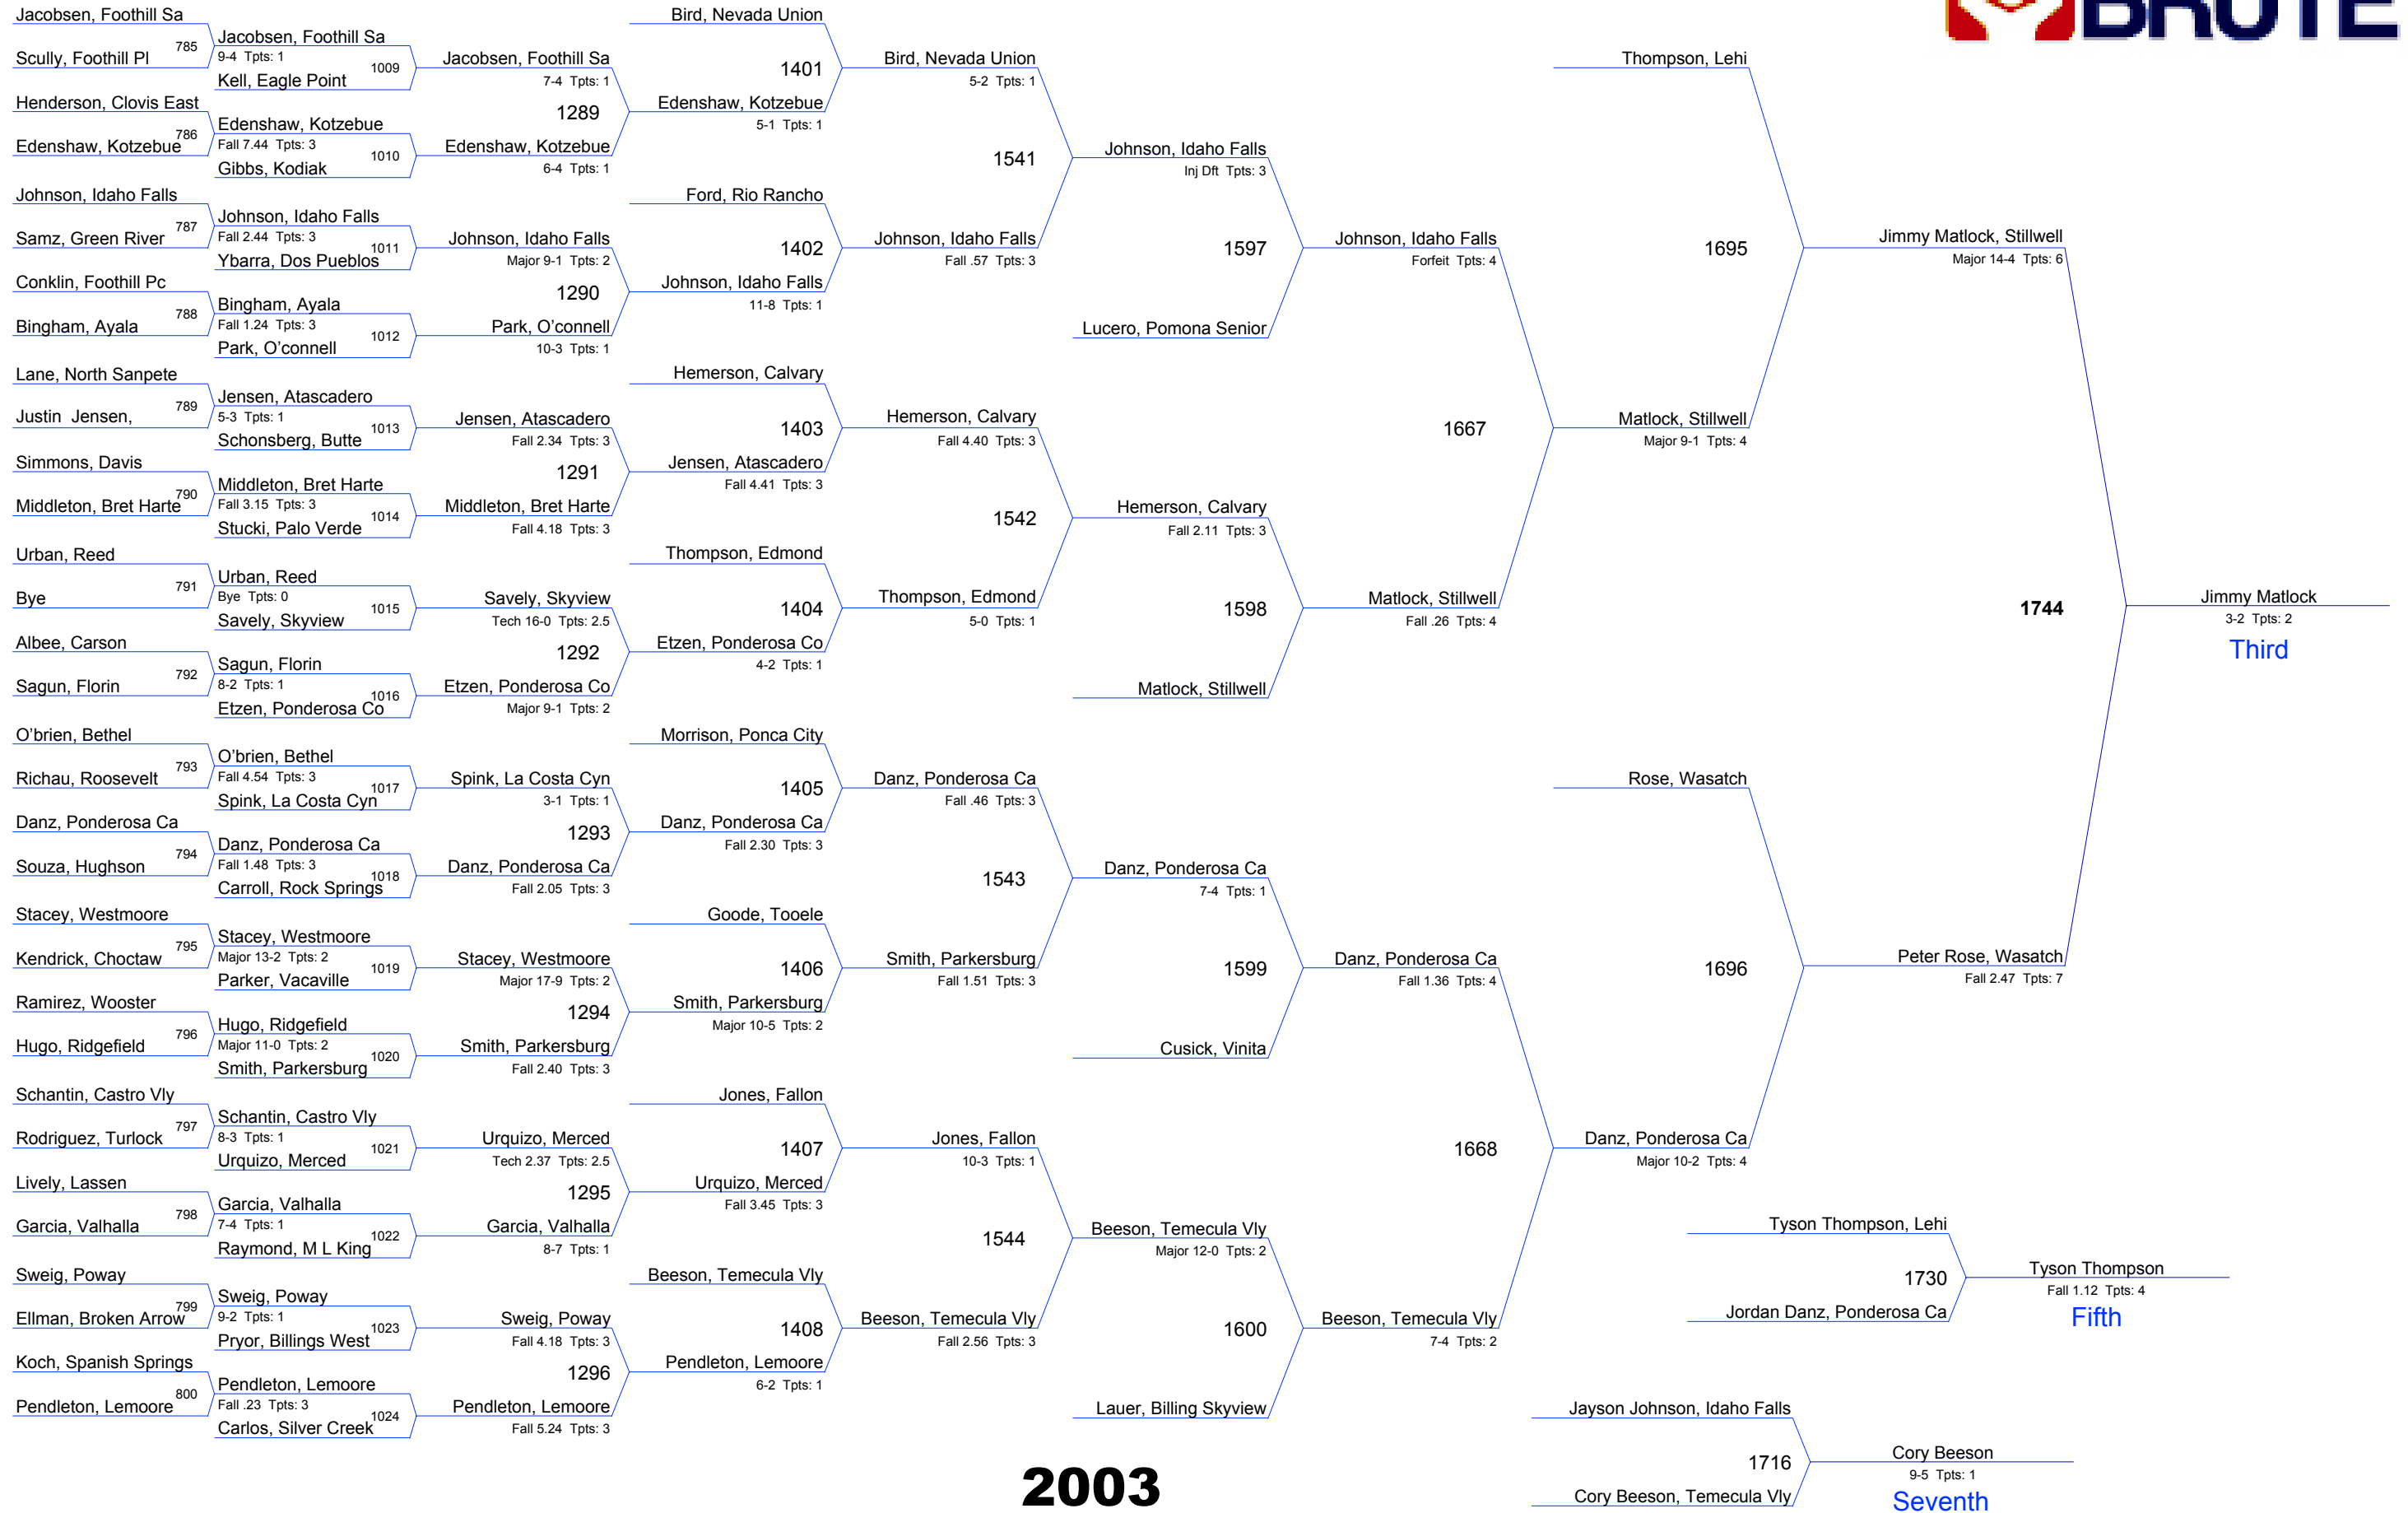 BRUTE
Jacobsen, Foothill Sa
785
Scully, Foothill Pl
Henderson, Clovis East
786
Edenshaw, Kotzebue
Johnson, Idaho Falls
787
Samz, Green River
Conklin, Foothill Pc
788
Bingham, Ayala
Lane, North Sanpete
789
Justin  Jensen,
Simmons, Davis
790
Middleton, Bret Harte
Urban, Reed
791
Bye
Albee, Carson
792
Sagun, Florin
O'brien, Bethel
793
Richau, Roosevelt
Danz, Ponderosa Ca
794
Souza, Hughson
Stacey, Westmoore
795
Kendrick, Choctaw
Ramirez, Wooster
796
Hugo, Ridgefield
Schantin, Castro Vly
797
Rodriguez, Turlock
Lively, Lassen
798
Garcia, Valhalla
Sweig, Poway
799
Ellman, Broken Arrow
Koch, Spanish Springs
800
Pendleton, Lemoore
Jacobsen, Foothill Sa
9-4  Tpts: 1
1009
Kell, Eagle Point
Edenshaw, Kotzebue
Fall 7.44  Tpts: 3
1010
Gibbs, Kodiak
Johnson, Idaho Falls
Fall 2.44  Tpts: 3
1011
Ybarra, Dos Pueblos
Bingham, Ayala
Fall 1.24  Tpts: 3
1012
Park, O'connell
Jensen, Atascadero
5-3  Tpts: 1
1013
Schonsberg, Butte
Middleton, Bret Harte
Fall 3.15  Tpts: 3
1014
Stucki, Palo Verde
Urban, Reed
Bye  Tpts: 0
1015
Savely, Skyview
Sagun, Florin
8-2  Tpts: 1
1016
Etzen, Ponderosa Co
O'brien, Bethel
Fall 4.54  Tpts: 3
1017
Spink, La Costa Cyn
Danz, Ponderosa Ca
Fall 1.48  Tpts: 3
1018
Carroll, Rock Springs
Stacey, Westmoore
Major 13-2  Tpts: 2
1019
Parker, Vacaville
Hugo, Ridgefield
Major 11-0  Tpts: 2
1020
Smith, Parkersburg
Schantin, Castro Vly
8-3  Tpts: 1
1021
Urquizo, Merced
Garcia, Valhalla
7-4  Tpts: 1
1022
Raymond, M L King
Sweig, Poway
9-2  Tpts: 1
1023
Pryor, Billings West
Pendleton, Lemoore
Fall .23  Tpts: 3
1024
Carlos, Silver Creek
Jacobsen, Foothill Sa
7-4  Tpts: 1
1289
Edenshaw, Kotzebue
6-4  Tpts: 1
Johnson, Idaho Falls
Major 9-1  Tpts: 2
1290
Park, O'connell
10-3  Tpts: 1
Jensen, Atascadero
Fall 2.34  Tpts: 3
1291
Middleton, Bret Harte
Fall 4.18  Tpts: 3
Savely, Skyview
Tech 16-0  Tpts: 2.5
1292
Etzen, Ponderosa Co
Major 9-1  Tpts: 2
Spink, La Costa Cyn
3-1  Tpts: 1
1293
Danz, Ponderosa Ca
Fall 2.05  Tpts: 3
Stacey, Westmoore
Major 17-9  Tpts: 2
1294
Smith, Parkersburg
Fall 2.40  Tpts: 3
Urquizo, Merced
Tech 2.37  Tpts: 2.5
1295
Garcia, Valhalla
8-7  Tpts: 1
Sweig, Poway
Fall 4.18  Tpts: 3
1296
Pendleton, Lemoore
Fall 5.24  Tpts: 3
Bird, Nevada Union
1401
Edenshaw, Kotzebue
5-1  Tpts: 1
Ford, Rio Rancho
1402
Johnson, Idaho Falls
11-8  Tpts: 1
Hemerson, Calvary
1403
Jensen, Atascadero
Fall 4.41  Tpts: 3
Thompson, Edmond
1404
Etzen, Ponderosa Co
4-2  Tpts: 1
Morrison, Ponca City
1405
Danz, Ponderosa Ca
Fall 2.30  Tpts: 3
Goode, Tooele
1406
Smith, Parkersburg
Major 10-5  Tpts: 2
Jones, Fallon
1407
Urquizo, Merced
Fall 3.45  Tpts: 3
Beeson, Temecula Vly
1408
Pendleton, Lemoore
6-2  Tpts: 1
Bird, Nevada Union
5-2  Tpts: 1
1541
Johnson, Idaho Falls
Fall .57  Tpts: 3
Hemerson, Calvary
Fall 4.40  Tpts: 3
1542
Thompson, Edmond
5-0  Tpts: 1
Danz, Ponderosa Ca
Fall .46  Tpts: 3
1543
Smith, Parkersburg
Fall 1.51  Tpts: 3
Jones, Fallon
10-3  Tpts: 1
1544
Beeson, Temecula Vly
Fall 2.56  Tpts: 3
Johnson, Idaho Falls
Inj Dft  Tpts: 3
1597
Lucero, Pomona Senior
Hemerson, Calvary
Fall 2.11  Tpts: 3
1598
Matlock, Stillwell
Danz, Ponderosa Ca
7-4  Tpts: 1
1599
Cusick, Vinita
Beeson, Temecula Vly
Major 12-0  Tpts: 2
1600
Lauer, Billing Skyview
Johnson, Idaho Falls
Forfeit  Tpts: 4
1667
Matlock, Stillwell
Fall .26  Tpts: 4
Danz, Ponderosa Ca
Fall 1.36  Tpts: 4
1668
Beeson, Temecula Vly
7-4  Tpts: 2
Thompson, Lehi
1695
Matlock, Stillwell
Major 9-1  Tpts: 4
Rose, Wasatch
1696
Danz, Ponderosa Ca
Major 10-2  Tpts: 4
Jimmy Matlock, Stillwell
Major 14-4  Tpts: 6
1744
Peter Rose, Wasatch
Fall 2.47  Tpts: 7
Jimmy Matlock
3-2  Tpts: 2
Third
Tyson Thompson, Lehi
1730
Jordan Danz, Ponderosa Ca
Tyson Thompson
Fall 1.12  Tpts: 4
Fifth
Jayson Johnson, Idaho Falls
1716
Cory Beeson, Temecula Vly
Cory Beeson
9-5  Tpts: 1
Seventh
2003